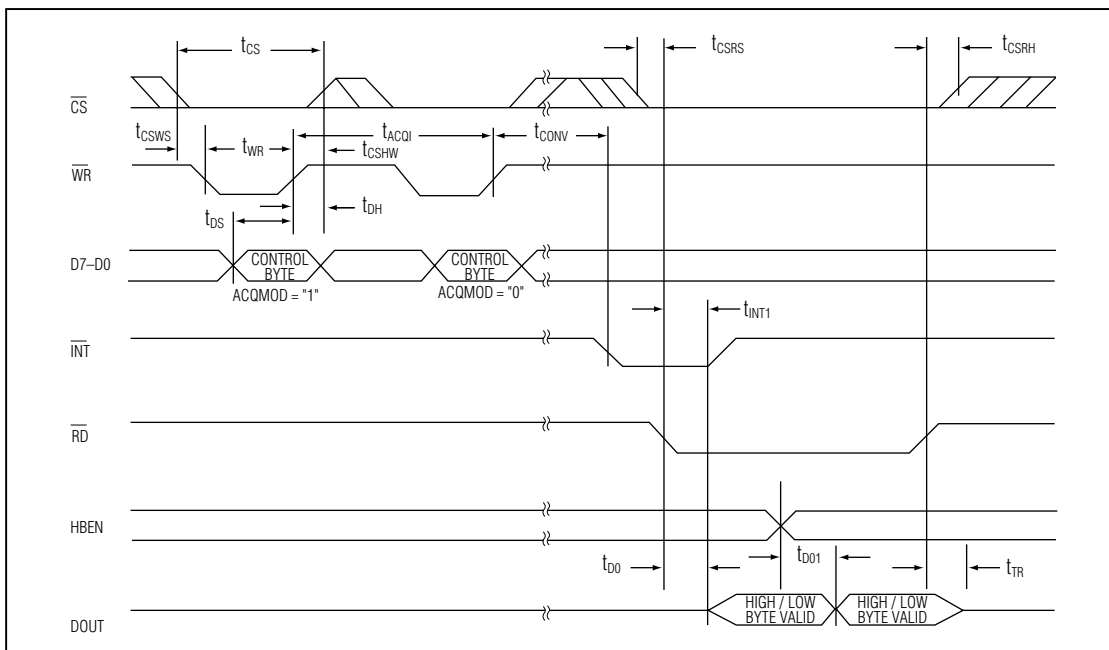 tCS
tCSRS
tCSRH
CS
tCSWS
tWR
tACQI
tCSHW
tCONV
WR
tDS
tDH
D7–D0
CONTROL
BYTE
ACQMOD = "1"
CONTROL
BYTE
ACQMOD = "0"
tINT1
INT
RD
HBEN
tD0
tD01
tTR
DOUT
HIGH / LOW
BYTE VALID
HIGH / LOW
BYTE VALID